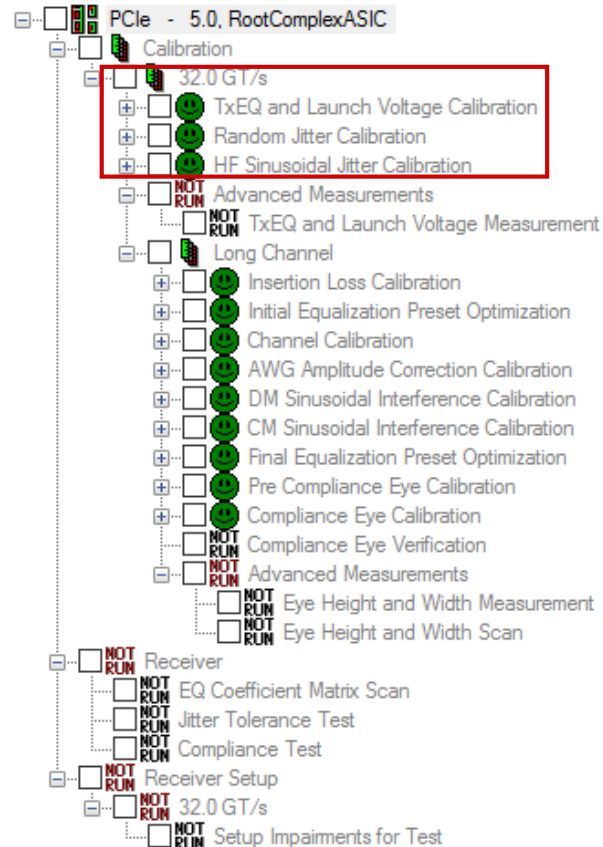 PCIe - 5.0, RootComplexASIC
Calibration
32.0 GT/s
TxEQ and Launch Voltage Calibration
Random Jitter Calibration
HF Sinusoidal Jitter Calibration
NOT RUN Advanced Measurements
NOT RUN TxEQ and Launch Voltage Measurement
Long Channel
Insertion Loss Calibration
Initial Equalization Preset Optimization
Channel Calibration
AWG Amplitude Correction Calibration
DM Sinusoidal Interference Calibration
CM Sinusoidal Interference Calibration
Final Equalization Preset Optimization
Pre Compliance Eye Calibration
Compliance Eye Calibration
NOT RUN Compliance Eye Verification
NOT RUN Advanced Measurements
NOT RUN Eye Height and Width Measurement
NOT RUN Eye Height and Width Scan
NOT RUN Receiver
NOT RUN EQ Coefficient Matrix Scan
NOT RUN Jitter Tolerance Test
NOT RUN Compliance Test
NOT RUN Receiver Setup
NOT RUN 32.0 GT/s
NOT RUN Setup Impairments for Test